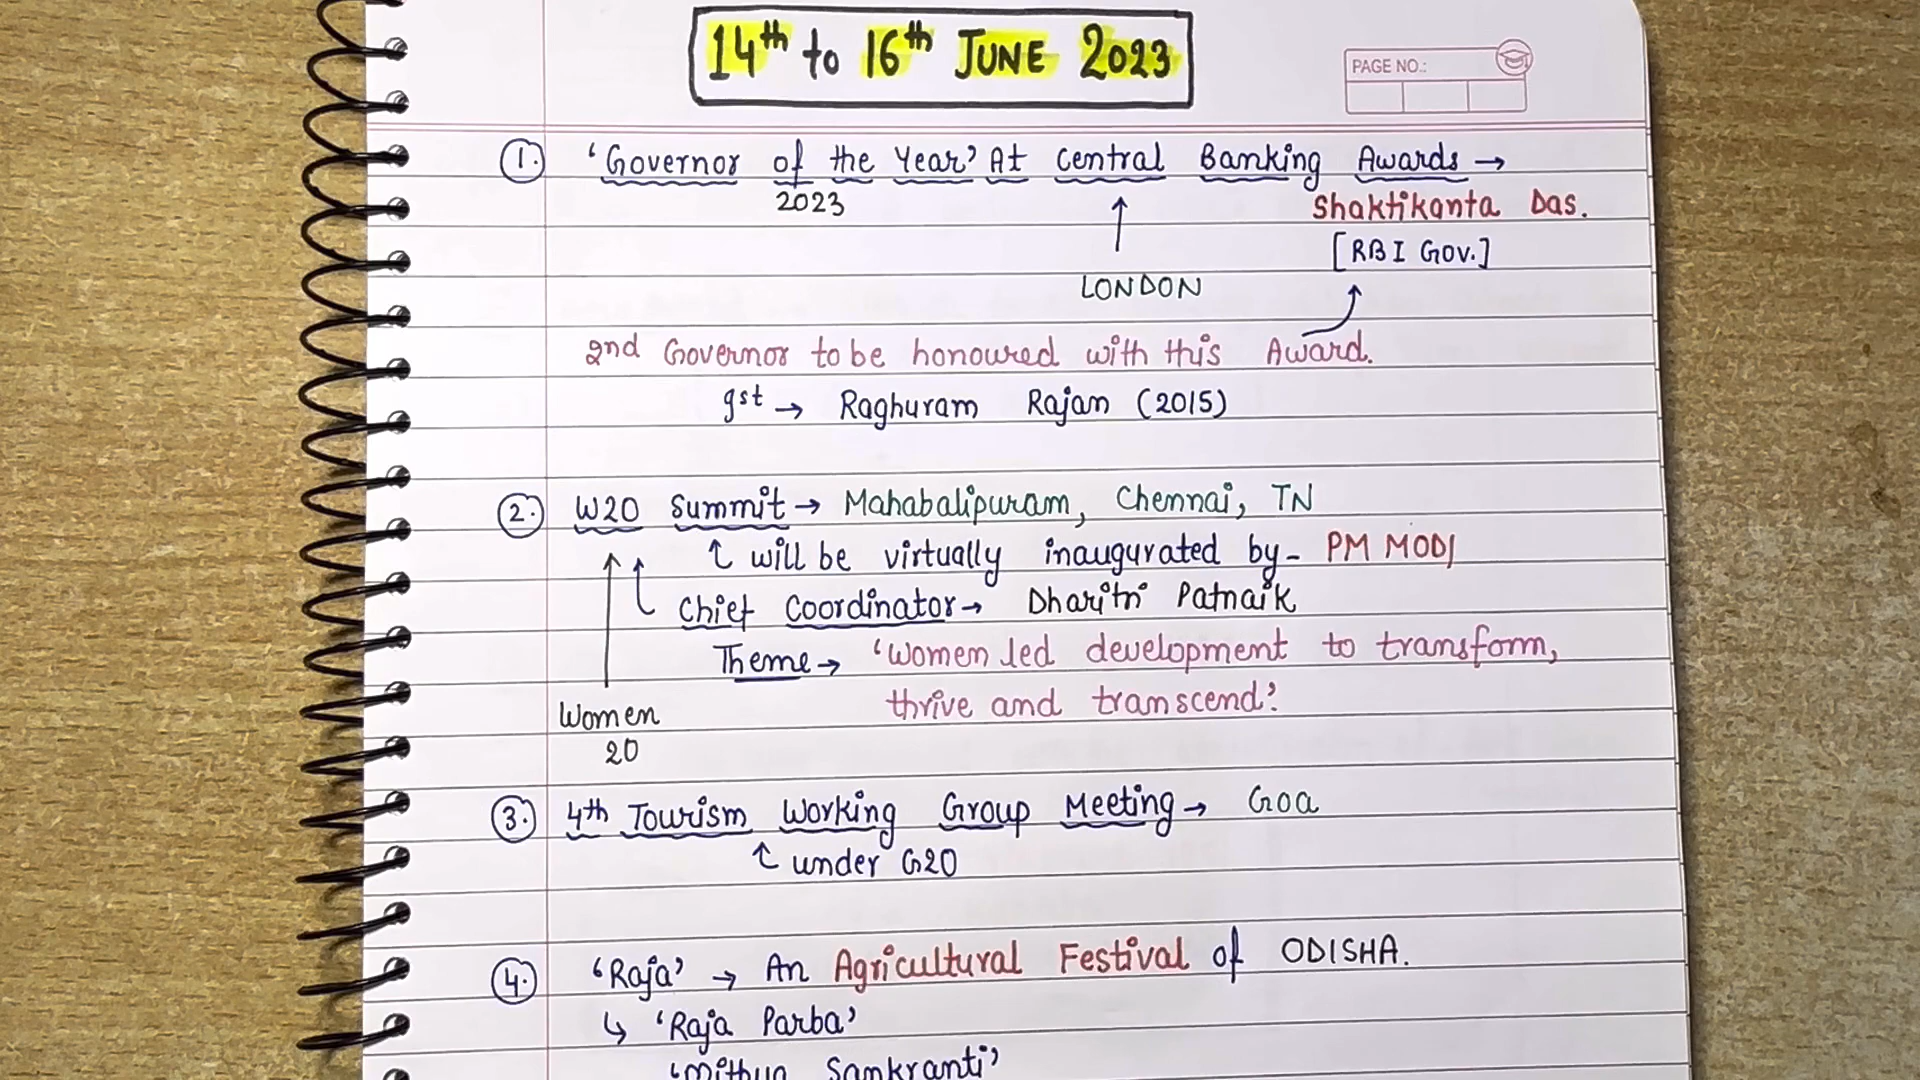 14th to 16th JUNE 2023
PAGE NO.:
1. 'Governor of the Year' At Central Banking Awards →
2023
Shaktikanta Das.
[RBI Gov.]
LONDON
2nd Governor to be honoured with this Award.
1st → Raghuram Rajan (2015)
2. W20 Summit → Mahabalipuram, Chennai, TN
will be virtually inaugurated by - PM MODI
Chief Coordinator → Dharitri Patnaik
Theme → 'Women led development to transform,
thrive and transcend.'
Women
20
3. 4th Tourism Working Group Meeting → Goa
under G20
4. 'Raja' → An Agricultural Festival of ODISHA.
↳ 'Raja Parba'
'Mithun Sankranti'